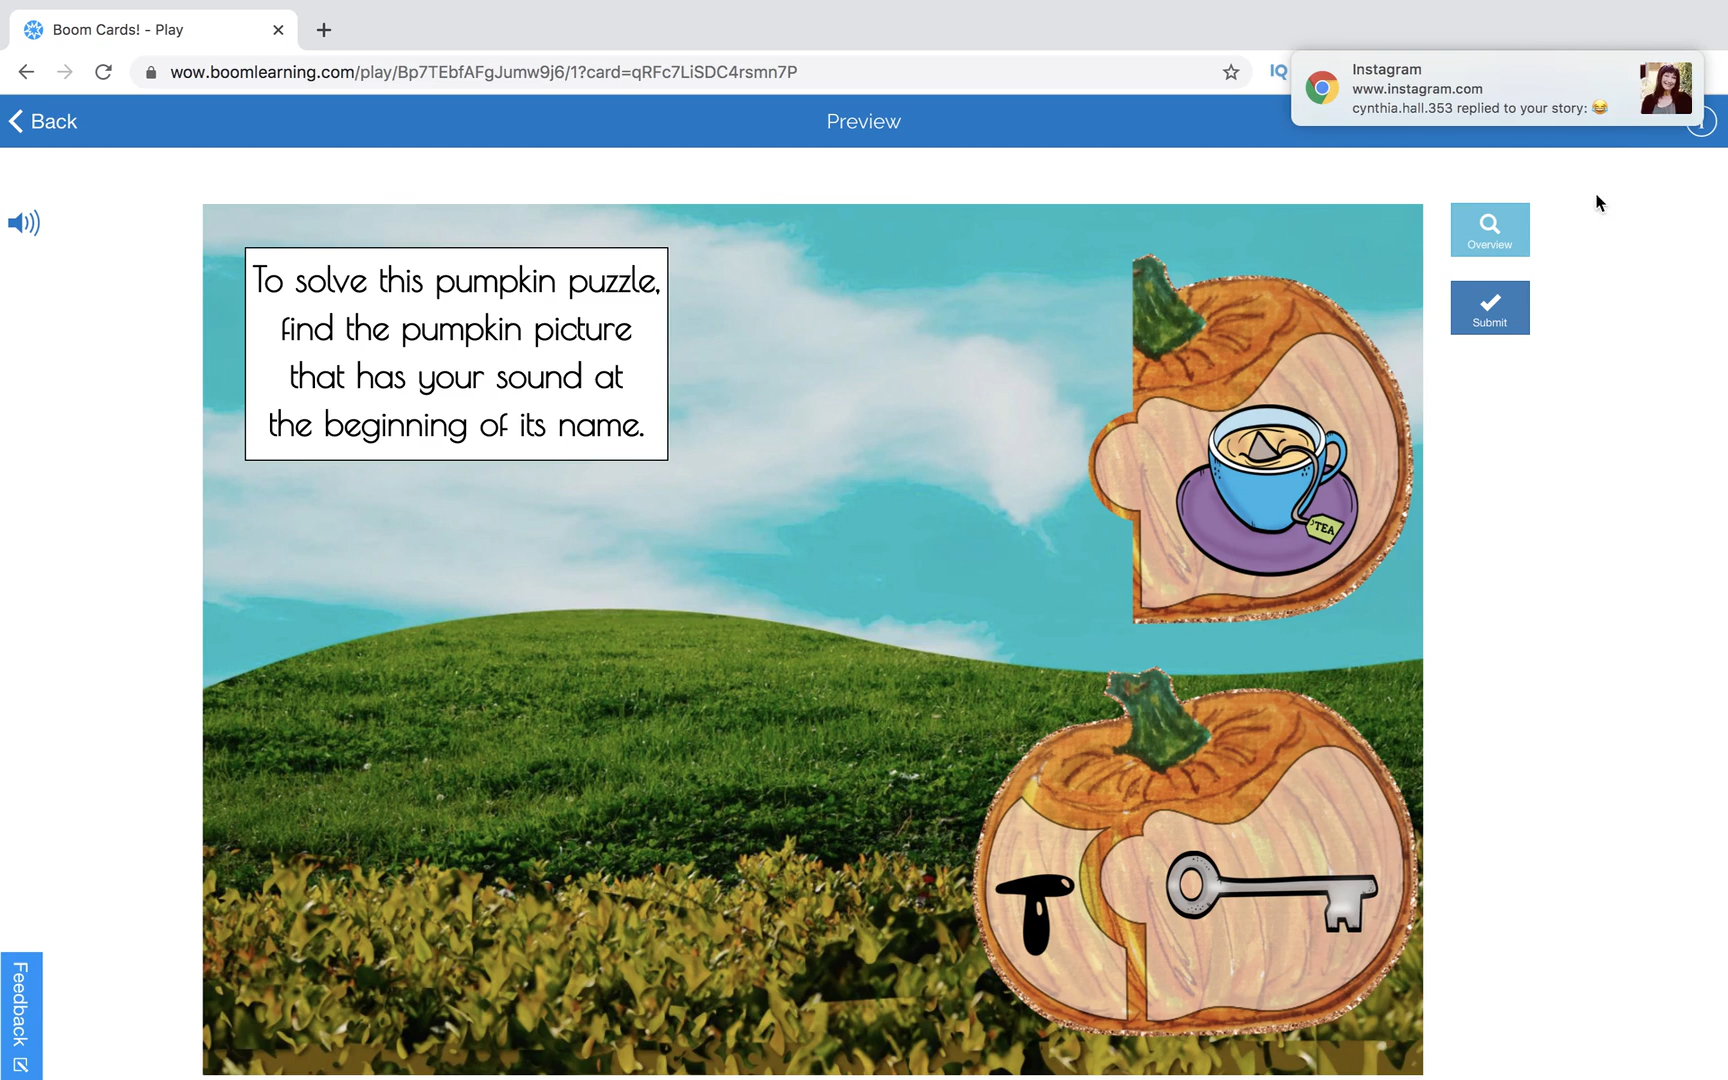 Boom Cards! - Play
wow.boomlearning.com/play/Bp7TEbfAFgJumw9j6/1?card=qRFc7LiSDC4rsmn7P
IQ
Instagram
www.instagram.com
cynthia.hall.353 replied to your story: 😂
Back
Preview
Overview
Submit
To solve this pumpkin puzzle,
find the pumpkin picture
that has your sound at
the beginning of its name.
TEA
T
Feedback